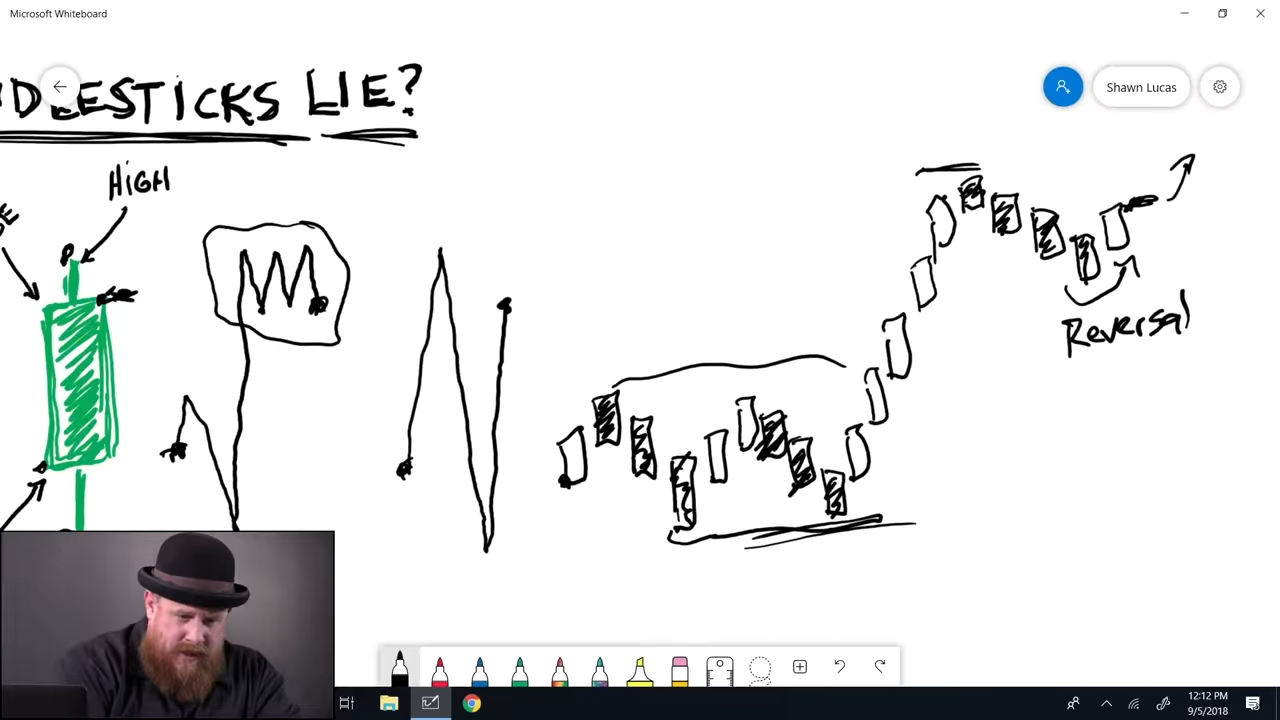 Microsoft Whiteboard
DLESTICKS LIE?
Shawn Lucas
HIGH
Reversal
12:12 PM
9/5/2018